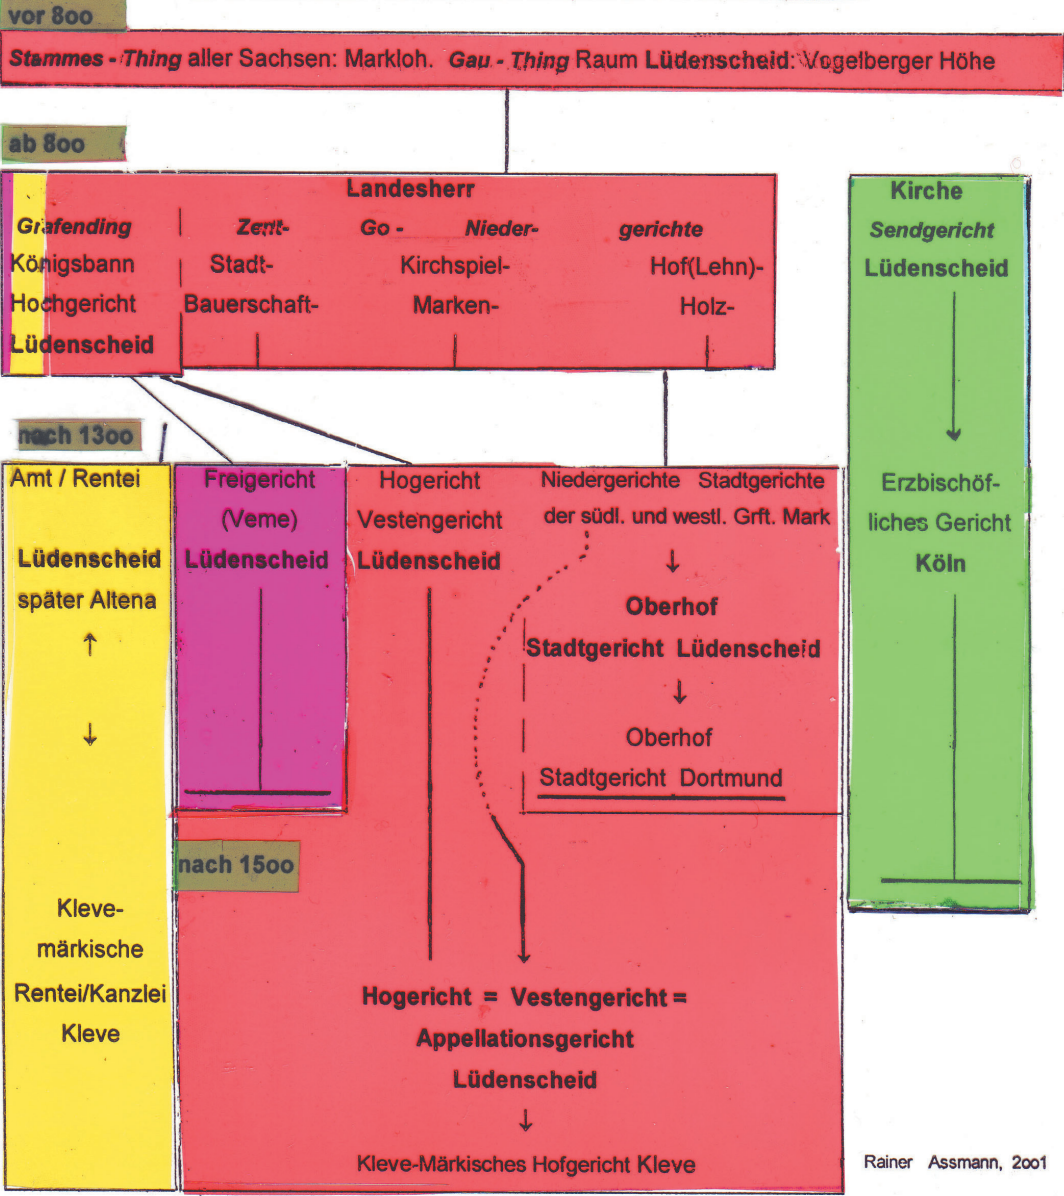 vor 8oo
Stammes - Thing aller Sachsen: Markloh. Gau - Thing Raum Lüdenscheid: Vogelberger Höhe
ab 8oo
Landesherr
Grafending Zent- Go - Nieder- gerichte
Königsbann Stadt- Kirchspiel- Hof(Lehn)-
Hochgericht Bauerschaft- Marken- Holz-
Lüdenscheid
Kirche
Sendgericht
Lüdenscheid
Erzbischöf-
liches Gericht
Köln
nach 13oo
Amt / Rentei
Lüdenscheid
später Altena
Kleve-
märkische
Rentei/Kanzlei
Kleve
Freigericht
(Veme)
Lüdenscheid
Hogericht
Vestengericht
Lüdenscheid
Niedergerichte Stadtgerichte
der südl. und westl. Grft. Mark
Oberhof
Stadtgericht Lüdenscheid
Oberhof
Stadtgericht Dortmund
nach 15oo
Hogericht = Vestengericht =
Appellationsgericht
Lüdenscheid
Kleve-Märkisches Hofgericht Kleve
Rainer Assmann, 2oo1